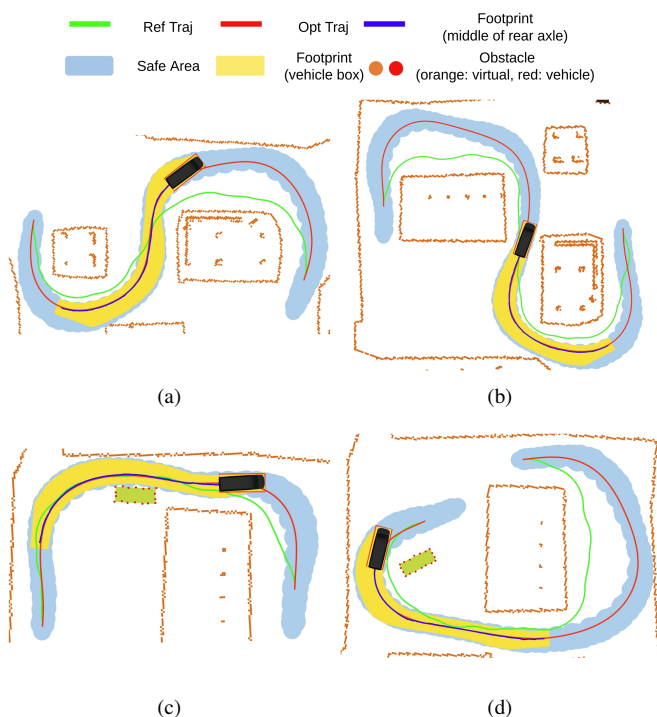 Ref Traj
Opt Traj
Footprint
(middle of rear axle)
Safe Area
Footprint
(vehicle box)
Obstacle
(orange: virtual, red: vehicle)
(a)
(b)
(c)
(d)